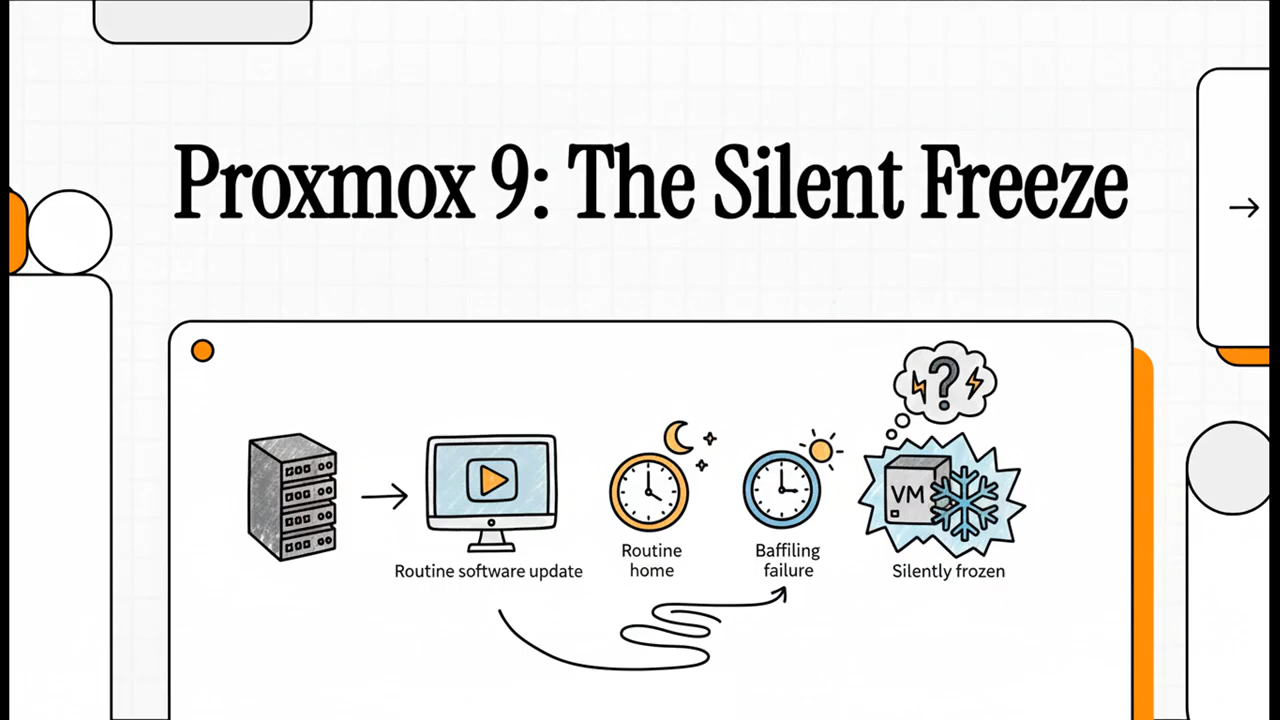 Proxmox 9: The Silent Freeze
VM
Routine software update
Routine
home
Baffiling
failure
Silently frozen